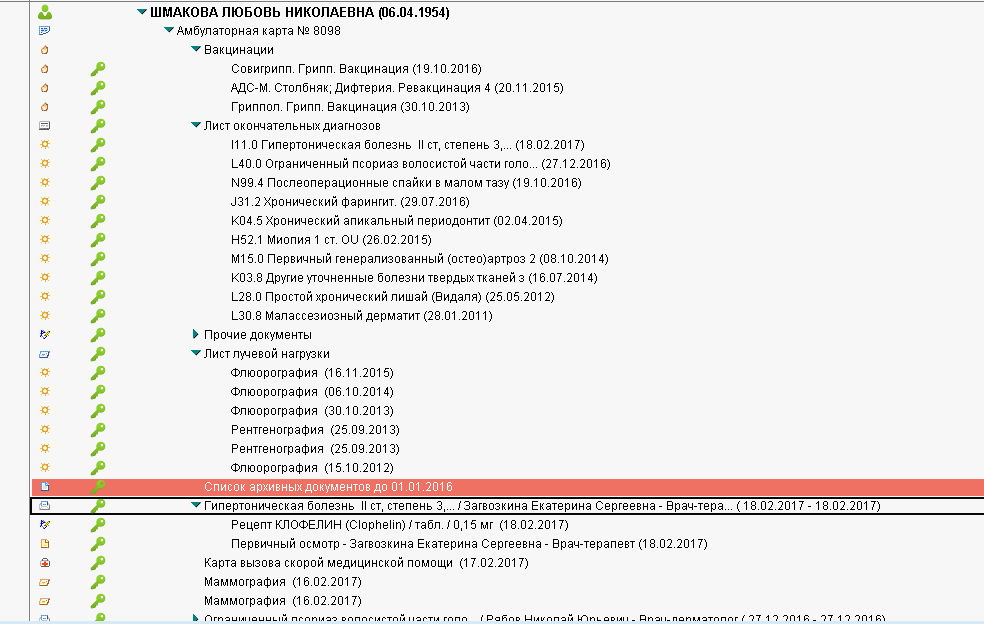 ШМАКОВА ЛЮБОВЬ НИКОЛАЕВНА (06.04.1954)
Амбулаторная карта № 8098
Вакцинации
Совигрипп. Грипп. Вакцинация (19.10.2016)
АДС-М. Столбняк; Дифтерия. Ревакцинация 4 (20.11.2015)
Гриппол. Грипп. Вакцинация (30.10.2013)
Лист окончательных диагнозов
I11.0 Гипертоническая болезнь II ст, степень 3,... (18.02.2017)
L40.0 Ограниченный псориаз волосистой части голо... (27.12.2016)
N99.4 Послеоперационные спайки в малом тазу (19.10.2016)
J31.2 Хронический фарингит. (29.07.2016)
K04.5 Хронический апикальный периодонтит (02.04.2015)
H52.1 Миопия 1 ст. OU (26.02.2015)
M15.0 Первичный генерализованный (остео)артроз 2 (08.10.2014)
K03.8 Другие уточненные болезни твердых тканей з (16.07.2014)
L28.0 Простой хронический лишай (Видаля) (25.05.2012)
L30.8 Малассезиозный дерматит (28.01.2011)
Прочие документы
Лист лучевой нагрузки
Флюорография (16.11.2015)
Флюорография (06.10.2014)
Флюорография (30.10.2013)
Рентгенография (25.09.2013)
Рентгенография (25.09.2013)
Флюорография (15.10.2012)
Список архивных документов до 01.01.2016
Гипертоническая болезнь II ст, степень 3,... / Загвозкина Екатерина Сергеевна - Врач-тера... ( 18.02.2017 - 18.02.2017)
Рецепт КЛОФЕЛИН (Clophelin) / табл. / 0,15 мг (18.02.2017)
Первичный осмотр - Загвозкина Екатерина Сергеевна - Врач-терапевт (18.02.2017)
Карта вызова скорой медицинской помощи (17.02.2017)
Маммография (16.02.2017)
Маммография (16.02.2017)
Ограниченный псориаз волосистой части голо... / Рябов Николай Юрьевич - Врач-дерматолог ( 27.12.2016 - 27.12.2016)